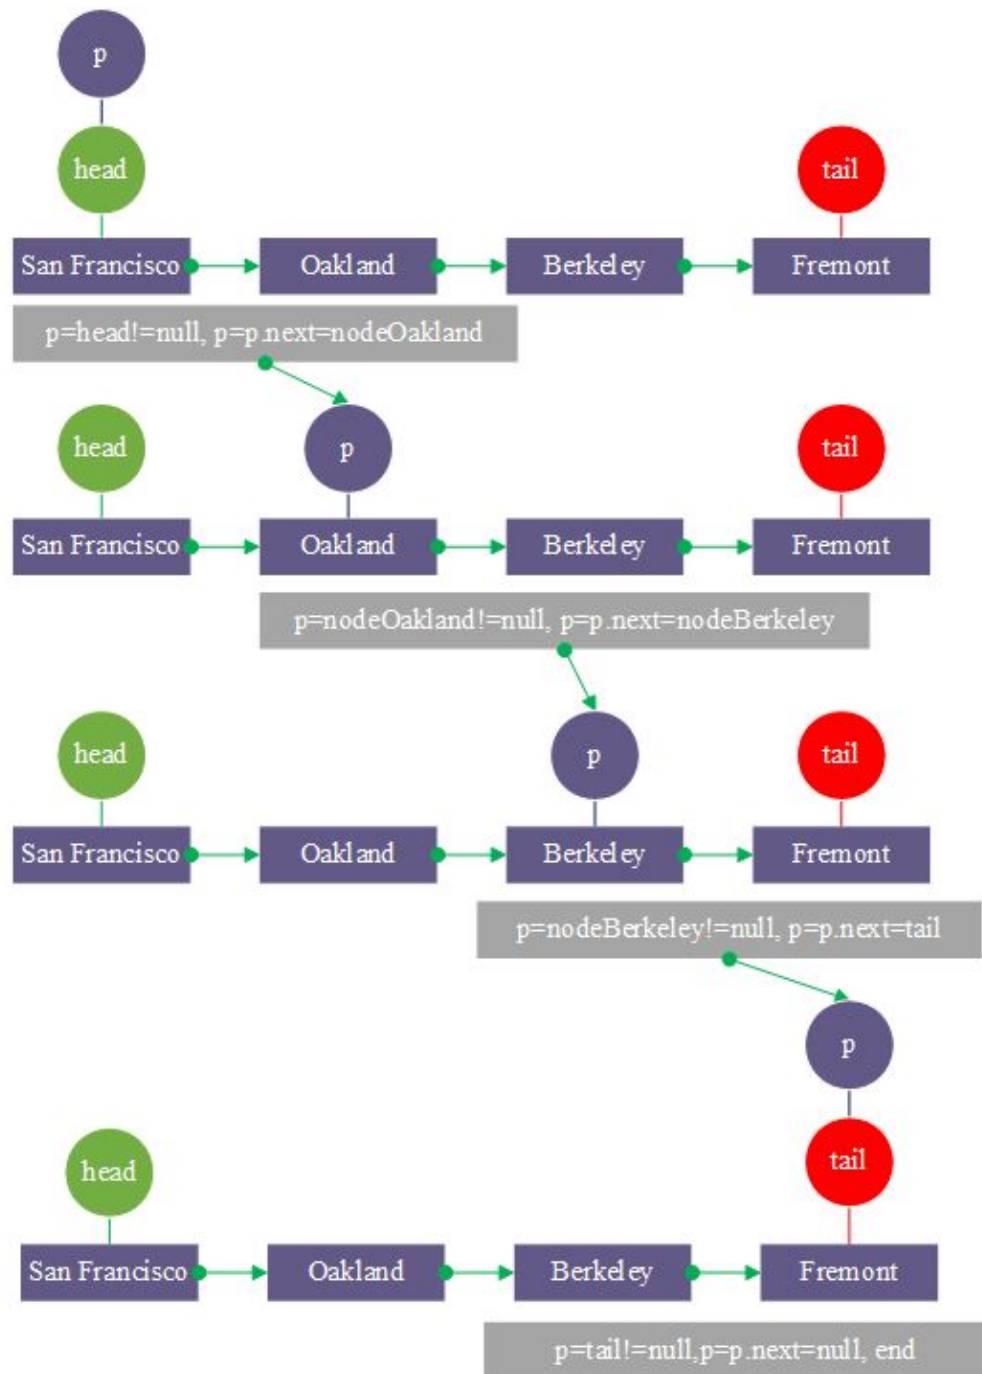 p
head
tail
San Francisco
Oakland
Berkeley
Fremont
p=head!=null, p=p.next=nodeOakland
head
p
tail
San Francisco
Oakland
Berkeley
Fremont
p=nodeOakland!=null, p=p.next=nodeBerkeley
head
p
tail
San Francisco
Oakland
Berkeley
Fremont
p=nodeBerkeley!=null, p=p.next=tail
p
head
tail
San Francisco
Oakland
Berkeley
Fremont
p=tail!=null,p=p.next=null, end